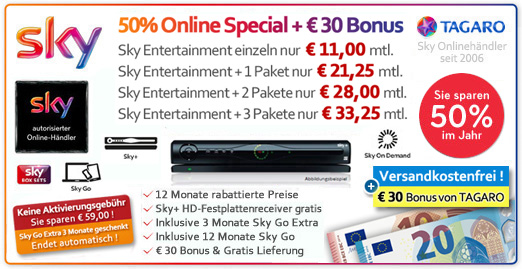 sky
50% Online Special + € 30 Bonus
TAGARO
Sky Onlinehändler
seit 2006
Sky Entertainment einzeln nur € 11,00 mtl.
Sky Entertainment + 1 Paket nur € 21,25 mtl.
Sky Entertainment + 2 Pakete nur € 28,00 mtl.
Sky Entertainment + 3 Pakete nur € 33,25 mtl.
Sie sparen
50%
im Jahr
sky
autorisierter
Online-Händler
Sky+
Sky On Demand
sky
BOX SETS
Sky Go
Abbildungsbeispiel
Versandkostenfrei !
+
€ 30 Bonus von TAGARO
Keine Aktivierungsgebühr
Sie sparen € 59,00 !
Sky Go Extra 3 Monate geschenkt
Endet automatisch !
12 Monate rabattierte Preise
Sky+ HD-Festplattenreceiver gratis
Inklusive 3 Monate Sky Go Extra
Inklusive 12 Monate Sky Go
€ 30 Bonus & Gratis Lieferung
10
20